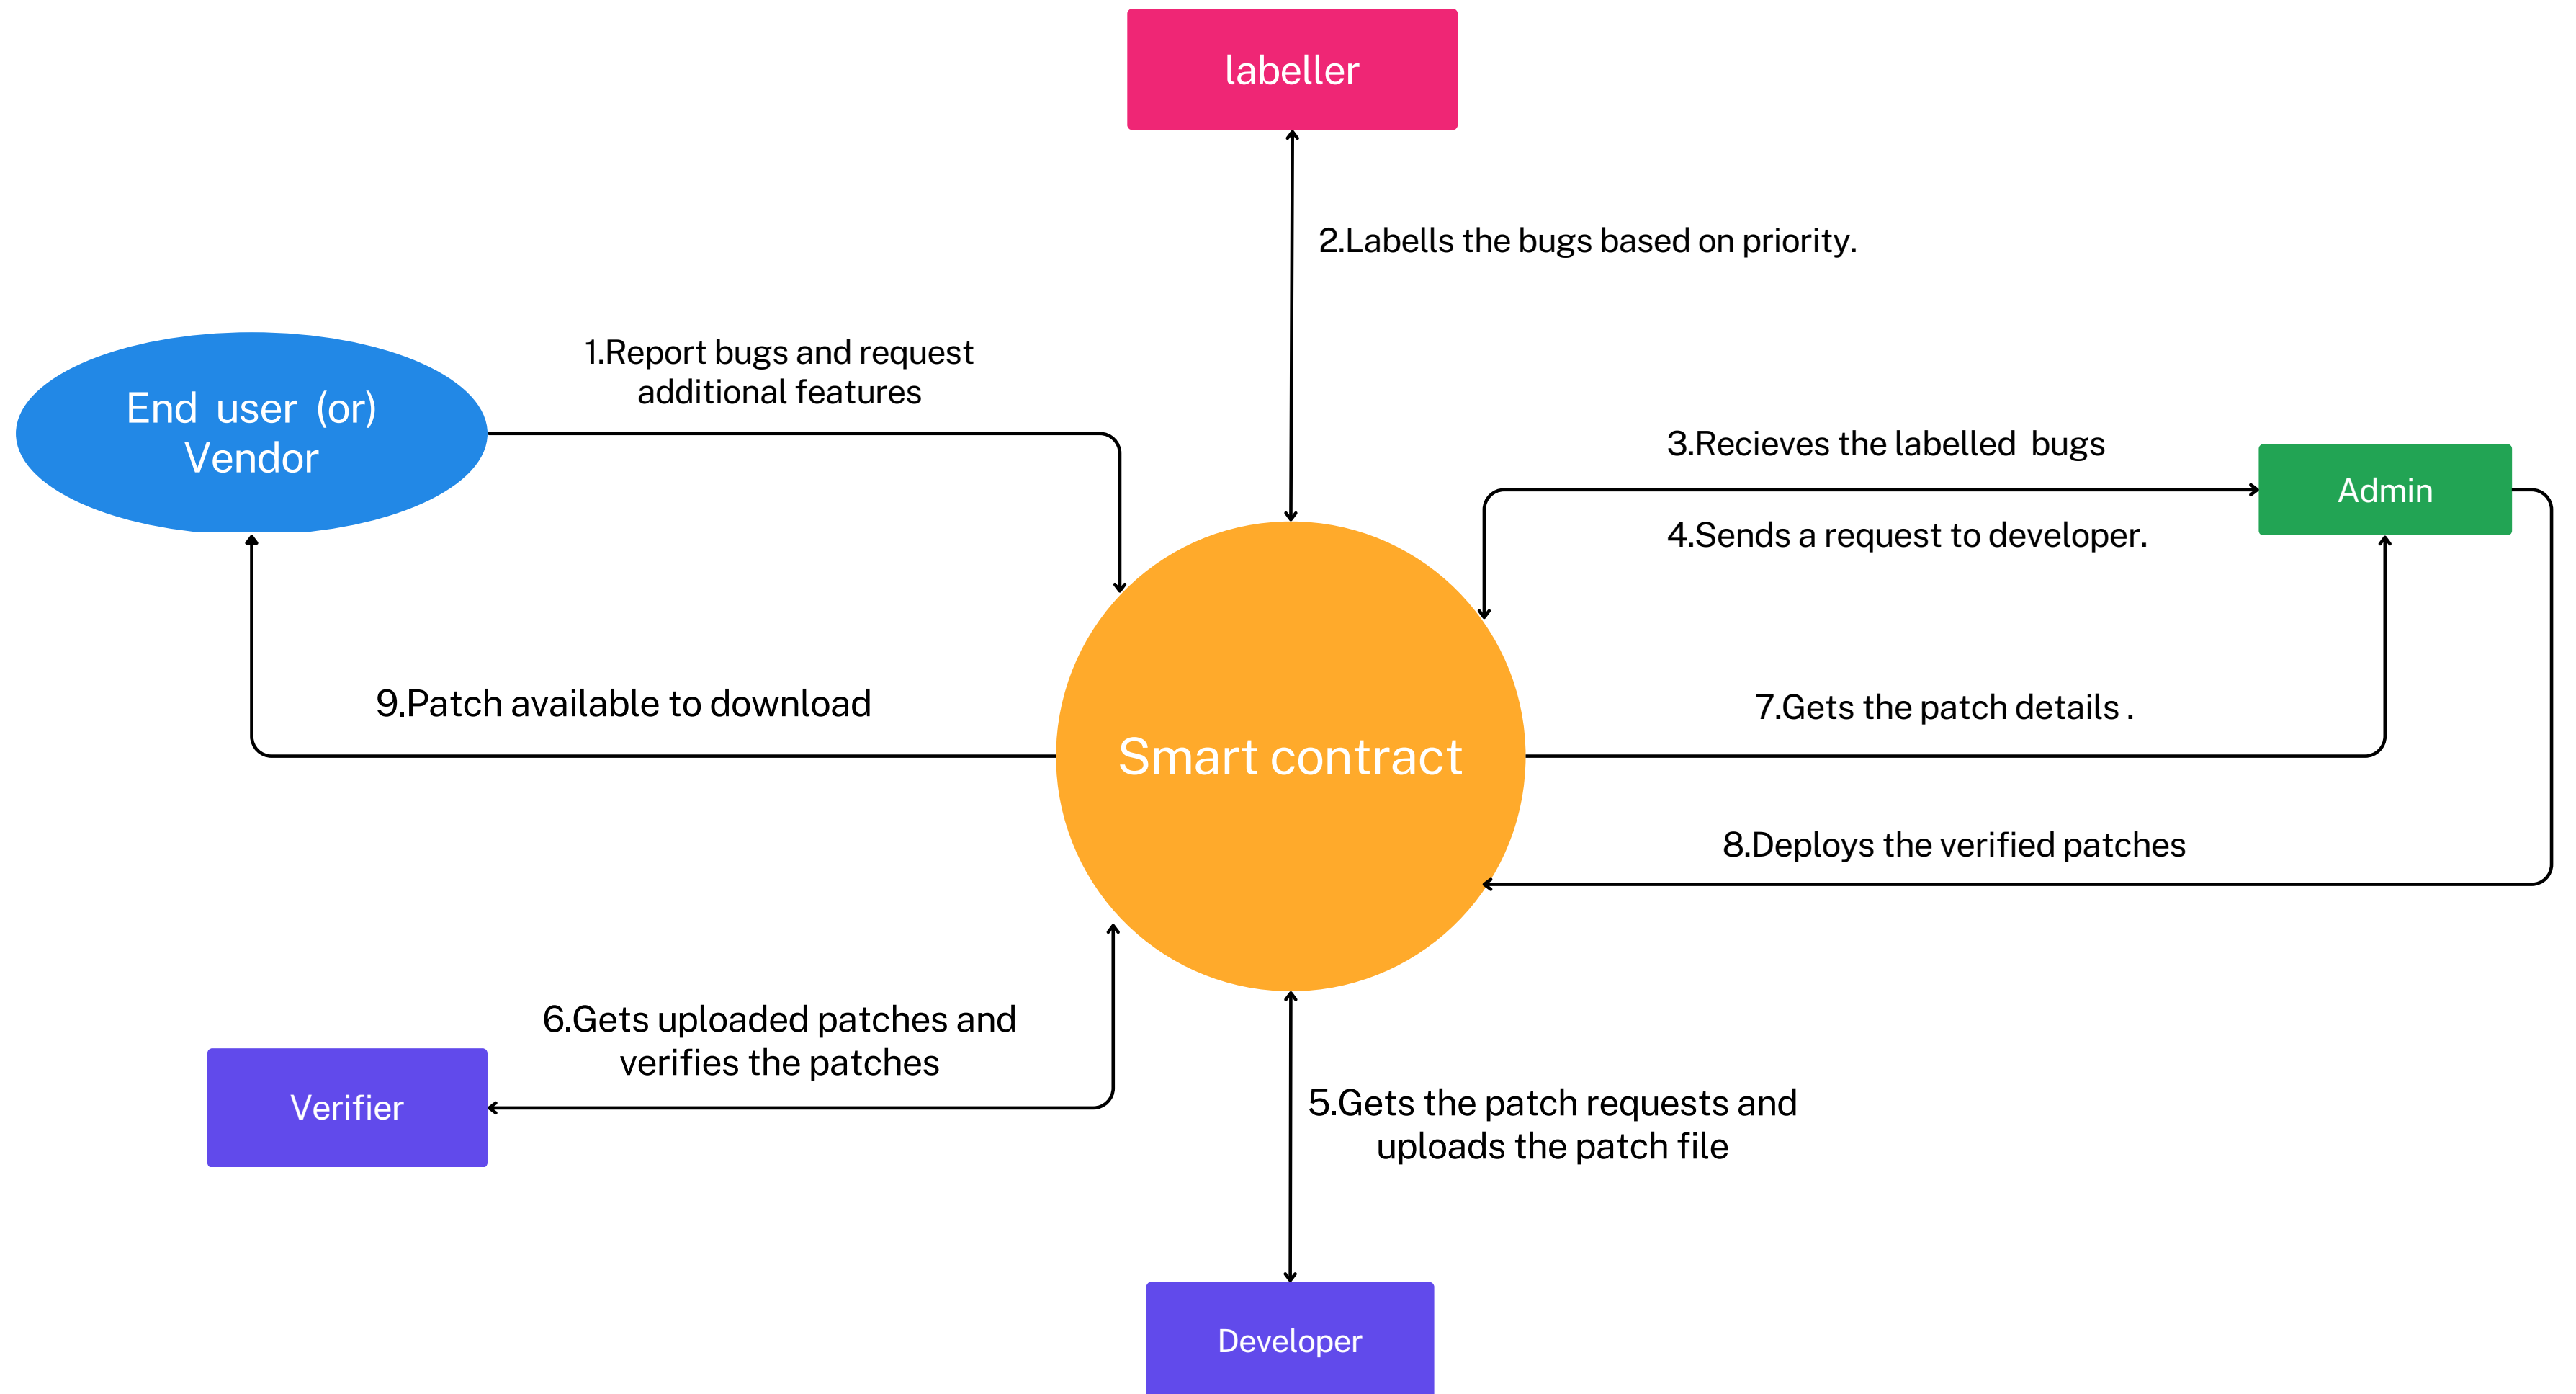 labeller
2.Labells the bugs based on priority.
1.Report bugs and request
additional features
End user (or)
Vendor
3.Recieves the labelled bugs
Admin
4.Sends a request to developer.
9.Patch available to download
7.Gets the patch details .
Smart contract
8.Deploys the verified patches
6.Gets uploaded patches and
verifies the patches
Verifier
5.Gets the patch requests and
uploads the patch file
Developer